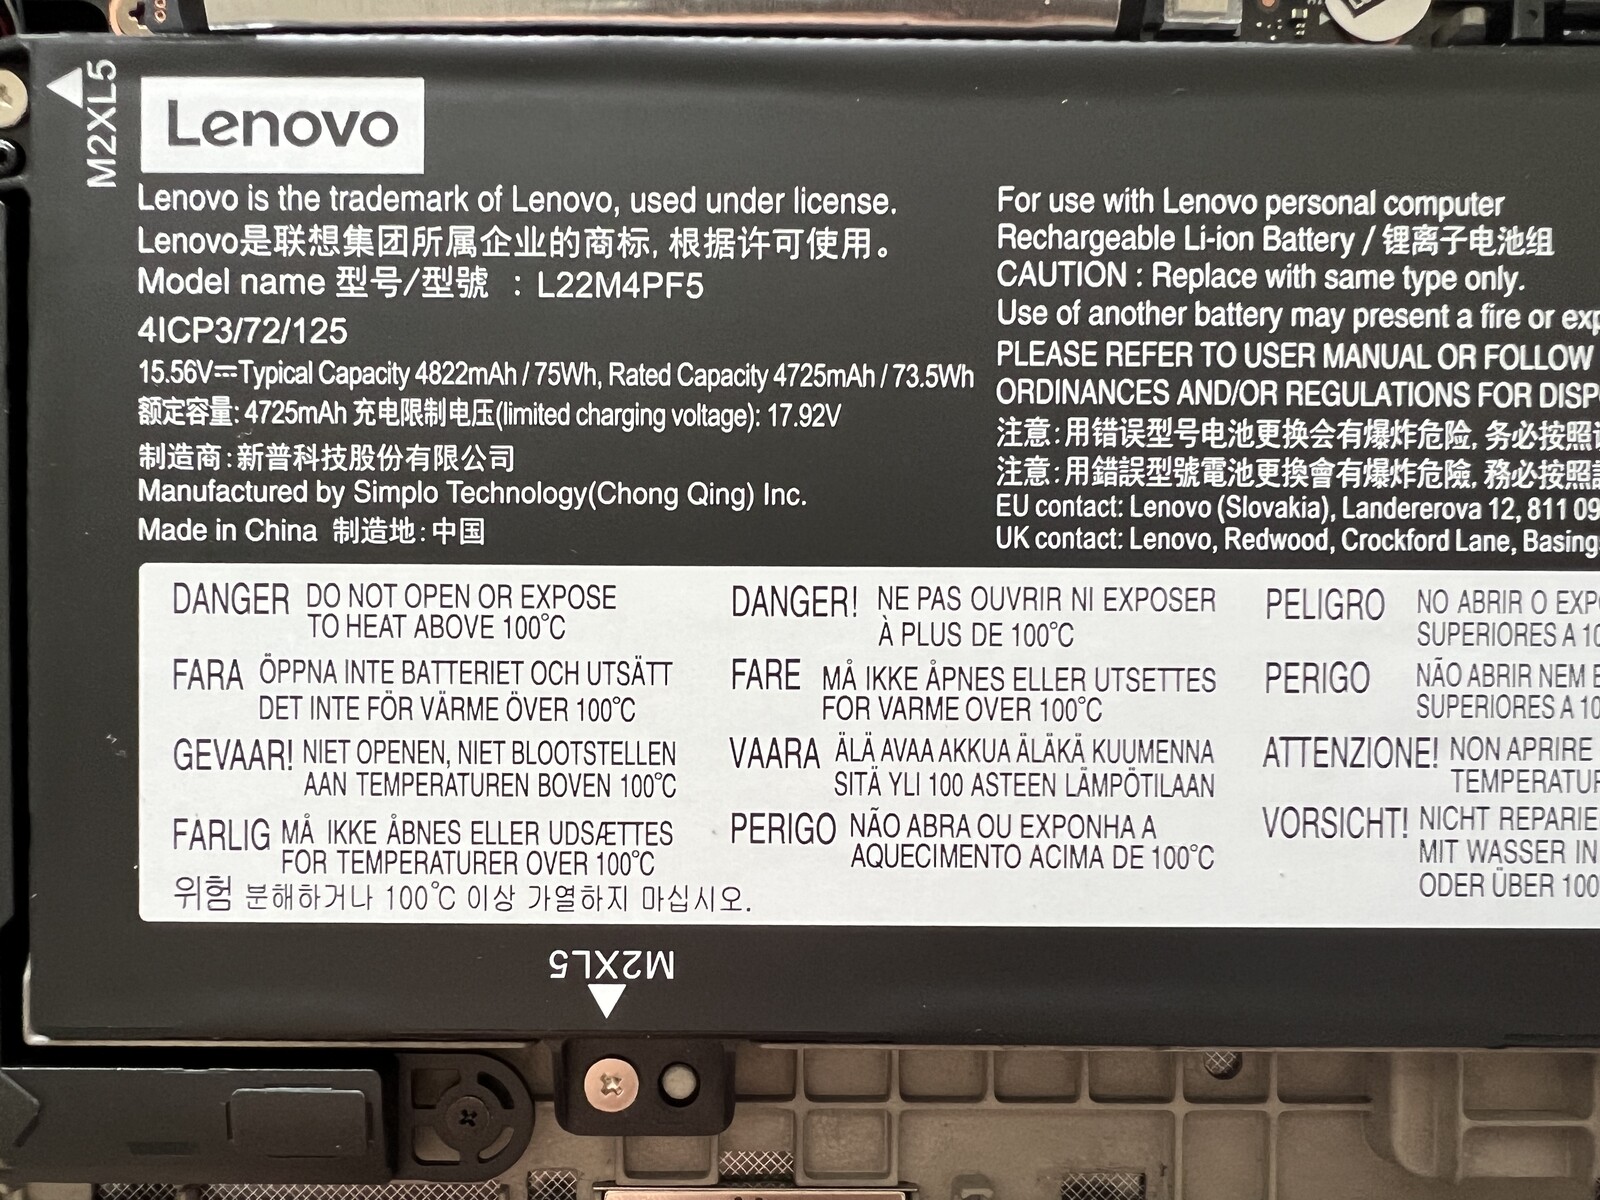 M2XL5
Lenovo
Lenovo is the trademark of Lenovo, used under license.
Lenovo是联想集团所属企业的商标, 根据许可使用。
Model name 型号/型號 : L22M4PF5
4ICP3/72/125
15.56V⎓Typical Capacity 4822mAh / 75Wh, Rated Capacity 4725mAh / 73.5Wh
额定容量: 4725mAh 充电限制电压(limited charging voltage): 17.92V
制造商: 新普科技股份有限公司
Manufactured by Simplo Technology(Chong Qing) Inc.
Made in China 制造地: 中国
For use with Lenovo personal computer
Rechargeable Li-ion Battery / 锂离子电池组
CAUTION : Replace with same type only.
Use of another battery may present a fire or exp
PLEASE REFER TO USER MANUAL OR FOLLOW
ORDINANCES AND/OR REGULATIONS FOR DISP
注意: 用错误型号电池更换会有爆炸危险, 务必按照
注意: 用錯誤型號電池更換會有爆炸危險, 務必按照
EU contact: Lenovo (Slovakia), Landererova 12, 811 09
UK contact: Lenovo, Redwood, Crockford Lane, Basing
DANGER DO NOT OPEN OR EXPOSE
TO HEAT ABOVE 100°C
FARA ÖPPNA INTE BATTERIET OCH UTSÄTT
DET INTE FÖR VÄRME ÖVER 100°C
GEVAAR! NIET OPENEN, NIET BLOOTSTELLEN
AAN TEMPERATUREN BOVEN 100°C
FARLIG MÅ IKKE ÅBNES ELLER UDSÆTTES
FOR TEMPERATURER OVER 100°C
위험 분해하거나 100°C 이상 가열하지 마십시오.
DANGER! NE PAS OUVRIR NI EXPOSER
À PLUS DE 100°C
FARE MÅ IKKE ÅPNES ELLER UTSETTES
FOR VARME OVER 100°C
VAARA ÄLÄ AVAA AKKUA ÄLÄKÄ KUUMENNA
SITÄ YLI 100 ASTEEN LÄMPÖTILAAN
PERIGO NÃO ABRA OU EXPONHA A
AQUECIMENTO ACIMA DE 100°C
PELIGRO NO ABRIR O EXP
SUPERIORES A 10
PERIGO NÃO ABRIR NEM E
SUPERIORES A 10
ATTENZIONE! NON APRIRE
TEMPERATUR
VORSICHT! NICHT REPARIE
MIT WASSER IN
ODER ÜBER 100
M2XL5